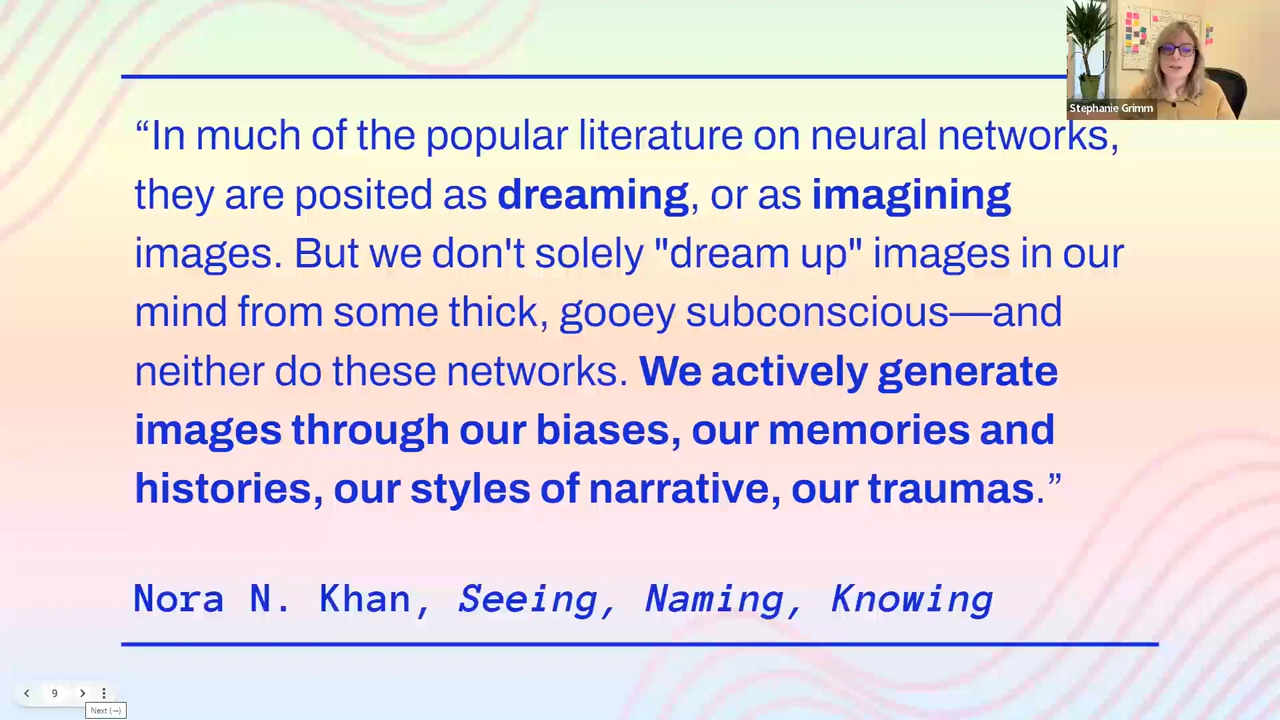 Stephanie Grimm
“In much of the popular literature on neural networks,
they are posited as dreaming, or as imagining
images. But we don't solely "dream up" images in our
mind from some thick, gooey subconscious—and
neither do these networks. We actively generate
images through our biases, our memories and
histories, our styles of narrative, our traumas.”
Nora N. Khan, Seeing, Naming, Knowing
9
Next (→)